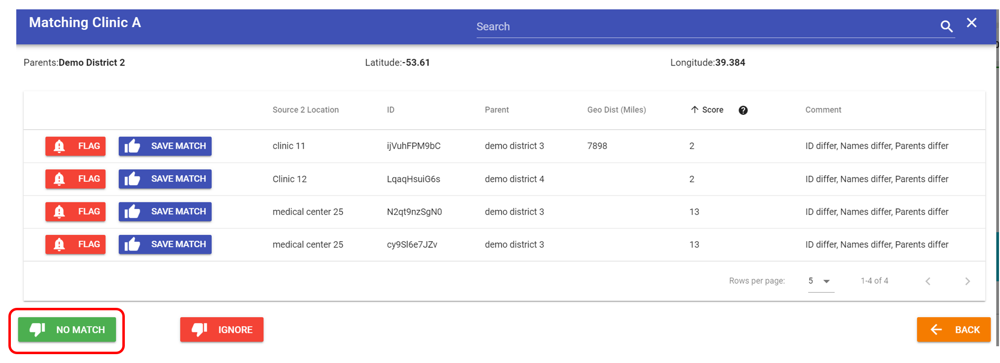 Matching Clinic A
Search
Parents:Demo District 2 Latitude:-53.61 Longitude:39.384
Source 2 Location ID Parent Geo Dist (Miles) Score Comment
FLAG SAVE MATCH clinic 11 ijVuhFPM9bC demo district 3 7898 2 ID differ, Names differ, Parents differ
FLAG SAVE MATCH Clinic 12 LqaqHsuiG6s demo district 4 2 ID differ, Names differ, Parents differ
FLAG SAVE MATCH medical center 25 N2qt9nzSgN0 demo district 3 13 ID differ, Names differ, Parents differ
FLAG SAVE MATCH medical center 25 cy9Sl6e7JZv demo district 3 13 ID differ, Names differ, Parents differ
Rows per page: 5 1-4 of 4
NO MATCH IGNORE BACK